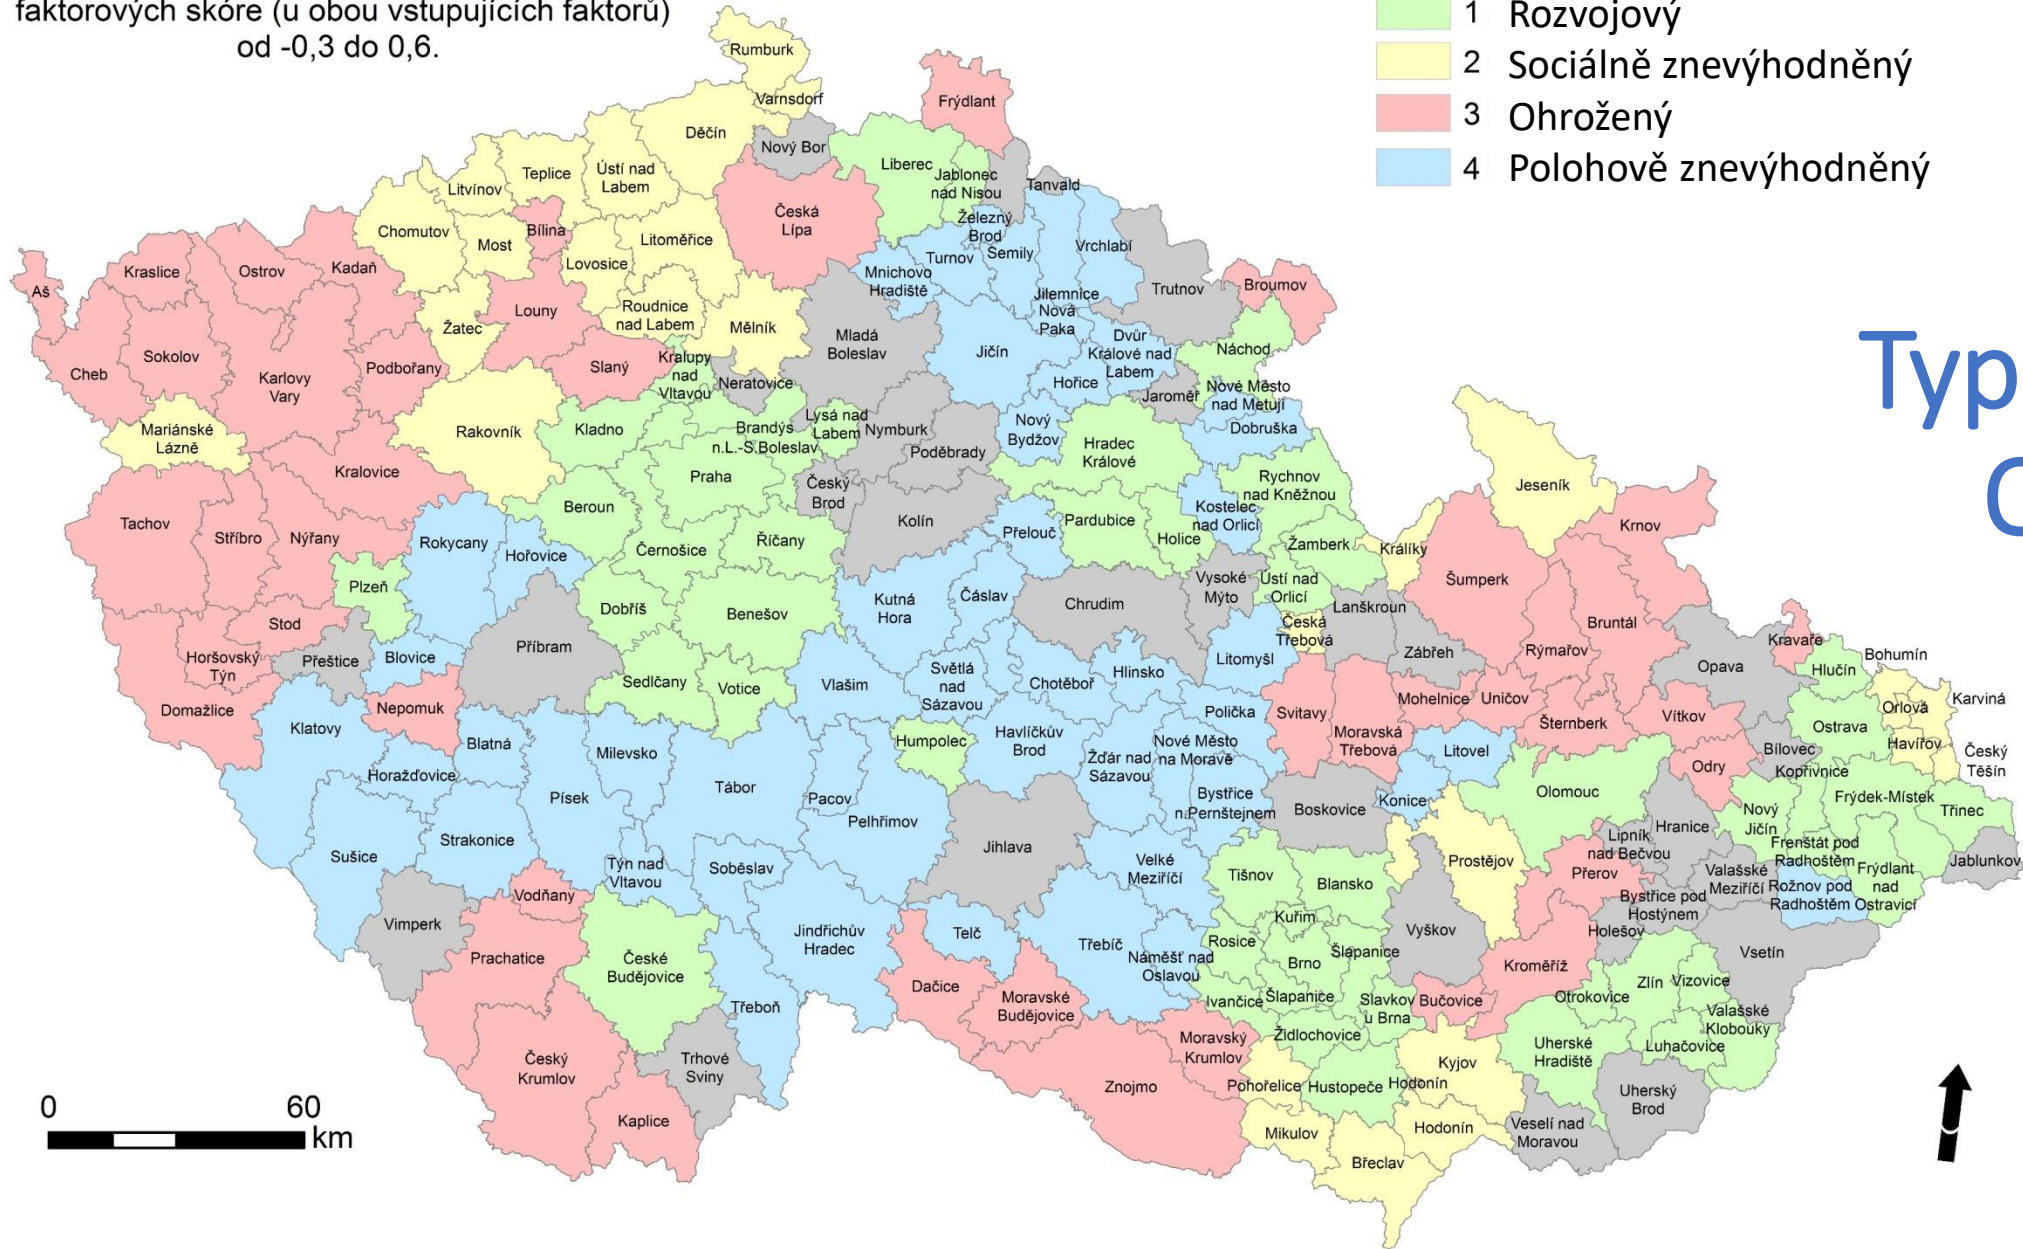 faktorových skóre (u obou vstupujících faktorů)
od -0,3 do 0,6.
1 Rozvojový
2 Sociálně znevýhodněný
3 Ohrožený
4 Polohově znevýhodněný
Typ
Rumburk
Varnsdorf
Děčín
Nový Bor
Frýdlant
Liberec
Jablonec
nad Nisou
Tanvald
Teplice
Ústí nad
Labem
Litvínov
Chomutov
Most
Bílina
Lovosice
Litoměřice
Česká
Lípa
Železný
Brod
Semily
Turnov
Vrchlabí
Mnichovo
Hradiště
Jilemnice
Nová
Paka
Trutnov
Broumov
Aš
Kraslice
Ostrov
Kadaň
Louny
Žatec
Roudnice
nad Labem
Mělník
Mladá
Boleslav
Jičín
Dvůr
Králové nad
Labem
Hořice
Náchod
Jaroměř
Nové Město
nad Metují
Dobruška
Cheb
Sokolov
Karlovy
Vary
Podbořany
Slaný
Kralupy
nad
Vltavou
Neratovice
Mariánské
Lázně
Rakovník
Kladno
Brandýs
n.L.-S.Boleslav
Lysá nad
Labem
Nymburk
Poděbrady
Nový
Bydžov
Hradec
Králové
Rychnov
nad Kněžnou
Jeseník
Kralovice
Praha
Český
Brod
Kolín
Beroun
Tachov
Stříbro
Nýřany
Rokycany
Hořovice
Černošice
Říčany
Přelouč
Pardubice
Holice
Kostelec
nad Orlicí
Žamberk
Králíky
Krnov
Šumperk
Plzeň
Dobříš
Benešov
Kutná
Hora
Čáslav
Chrudim
Vysoké
Mýto
Ústí nad
Orlicí
Lanškroun
Česká
Třebová
Zábřeh
Bruntál
Rýmařov
Stod
Horšovský
Týn
Přeštice
Blovice
Příbram
Sedlčany
Votice
Vlašim
Světlá
nad
Sázavou
Chotěboř
Hlinsko
Litomyšl
Opava
Kravaře
Hlučín
Bohumín
Domažlice
Nepomuk
Klatovy
Blatná
Milevsko
Humpolec
Havlíčkův
Brod
Polička
Svitavy
Moravská
Třebová
Mohelnice
Uničov
Šternberk
Vítkov
Ostrava
Orlová
Karviná
Havířov
Český
Těšín
Horažďovice
Písek
Tábor
Pacov
Pelhřimov
Žďár nad
Sázavou
Nové Město
na Moravě
Bystřice
n.Pernštejnem
Boskovice
Konice
Litovel
Olomouc
Odry
Bílovec
Kopřivnice
Nový
Jičín
Frýdek-Místek
Třinec
Sušice
Strakonice
Týn nad
Vltavou
Soběslav
Jihlava
Velké
Meziříčí
Tišnov
Blansko
Prostějov
Lipník
nad Bečvou
Hranice
Přerov
Frenštát pod
Radhoštěm
Frýdlant
nad
Ostravicí
Jablunkov
Valašské
Meziříčí
Rožnov pod
Radhoštěm
Bystřice pod
Hostýnem
Holešov
Vodňany
Vimperk
Prachatice
České
Budějovice
Jindřichův
Hradec
Telč
Třebíč
Náměšť nad
Oslavou
Kuřim
Rosice
Brno
Šlapanice
Vyškov
Kroměříž
Vsetín
Třeboň
Dačice
Moravské
Budějovice
Ivančice
Šlapanice
Slavkov
u Brna
Bučovice
Otrokovice
Zlín
Vizovice
Valašské
Klobouky
Luhačovice
Český
Krumlov
Trhové
Sviny
Kaplice
Moravský
Krumlov
Znojmo
Židlochovice
Pohořelice
Hustopeče
Hodonín
Kyjov
Uherské
Hradiště
Uherský
Brod
Mikulov
Břeclav
Hodonín
Veselí nad
Moravou
0 60
km